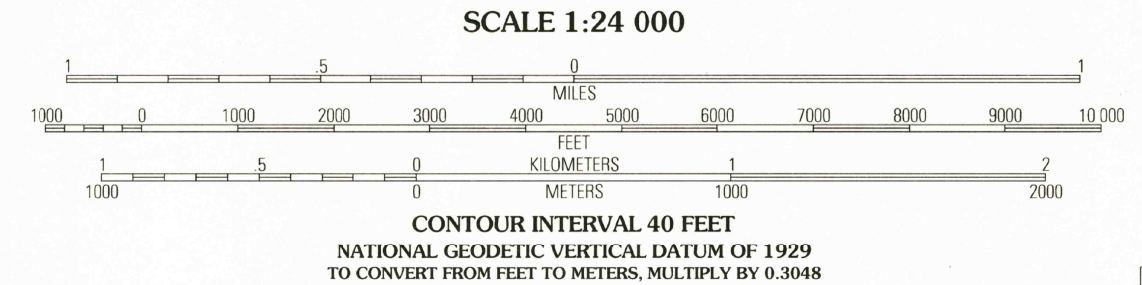 SCALE 1:24 000
1 .5 0 1
MILES
1000 0 1000 2000 3000 4000 5000 6000 7000 8000 9000 10 000
FEET
1 .5 0 KILOMETERS 1 2
1000 0 METERS 1000 2000
CONTOUR INTERVAL 40 FEET
NATIONAL GEODETIC VERTICAL DATUM OF 1929
TO CONVERT FROM FEET TO METERS, MULTIPLY BY 0.3048